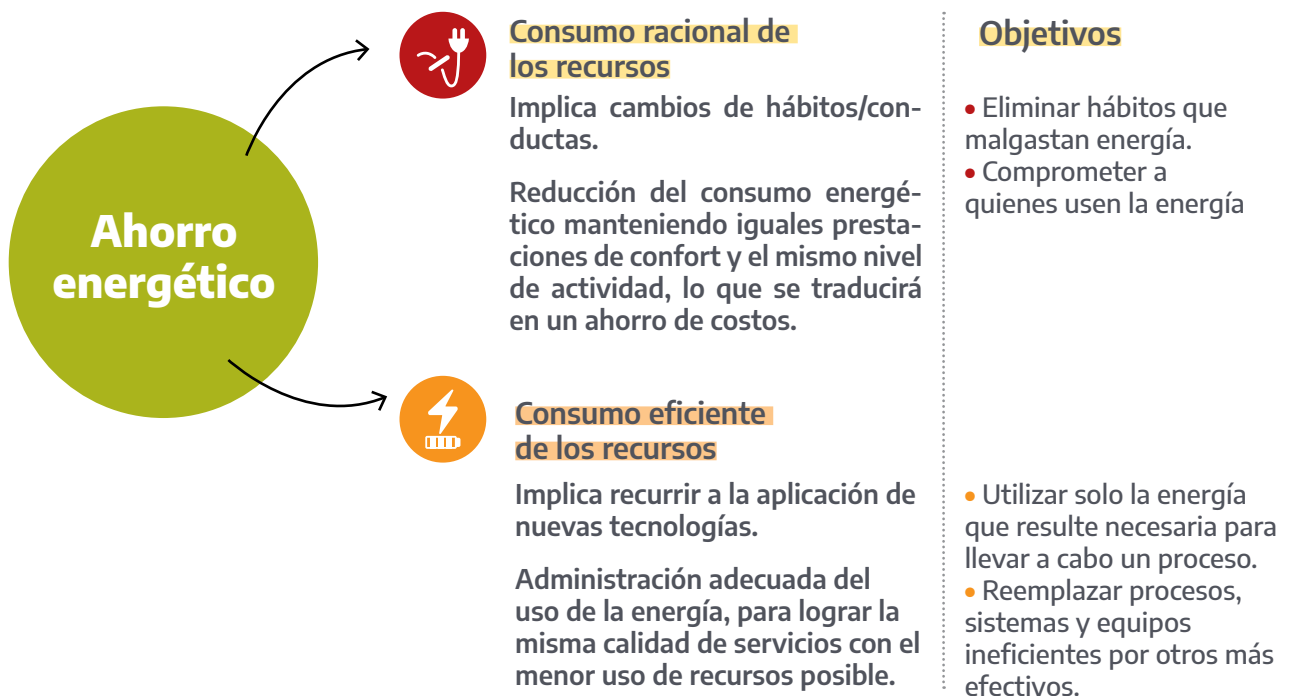 Ahorro
energético
Consumo racional de
los recursos
Implica cambios de hábitos/con-
ductas.
Reducción del consumo energé-
tico manteniendo iguales presta-
ciones de confort y el mismo nivel
de actividad, lo que se traducirá
en un ahorro de costos.
Objetivos
• Eliminar hábitos que
malgastan energía.
• Comprometer a
quienes usen la energía
Consumo eficiente
de los recursos
Implica recurrir a la aplicación de
nuevas tecnologías.
Administración adecuada del
uso de la energía, para lograr la
misma calidad de servicios con el
menor uso de recursos posible.
• Utilizar solo la energía
que resulte necesaria para
llevar a cabo un proceso.
• Reemplazar procesos,
sistemas y equipos
ineficientes por otros más
efectivos.